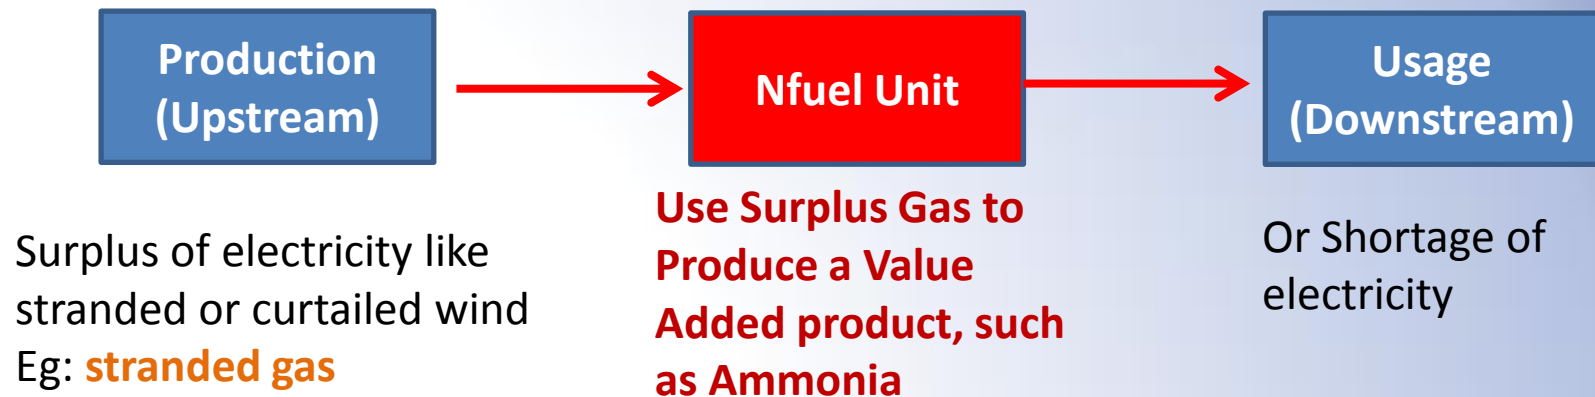 Production
(Upstream)
Nfuel Unit
Usage
(Downstream)
Surplus of electricity like
stranded or curtailed wind
Eg: stranded gas
Use Surplus Gas to
Produce a Value
Added product, such
as Ammonia
Or Shortage of
electricity